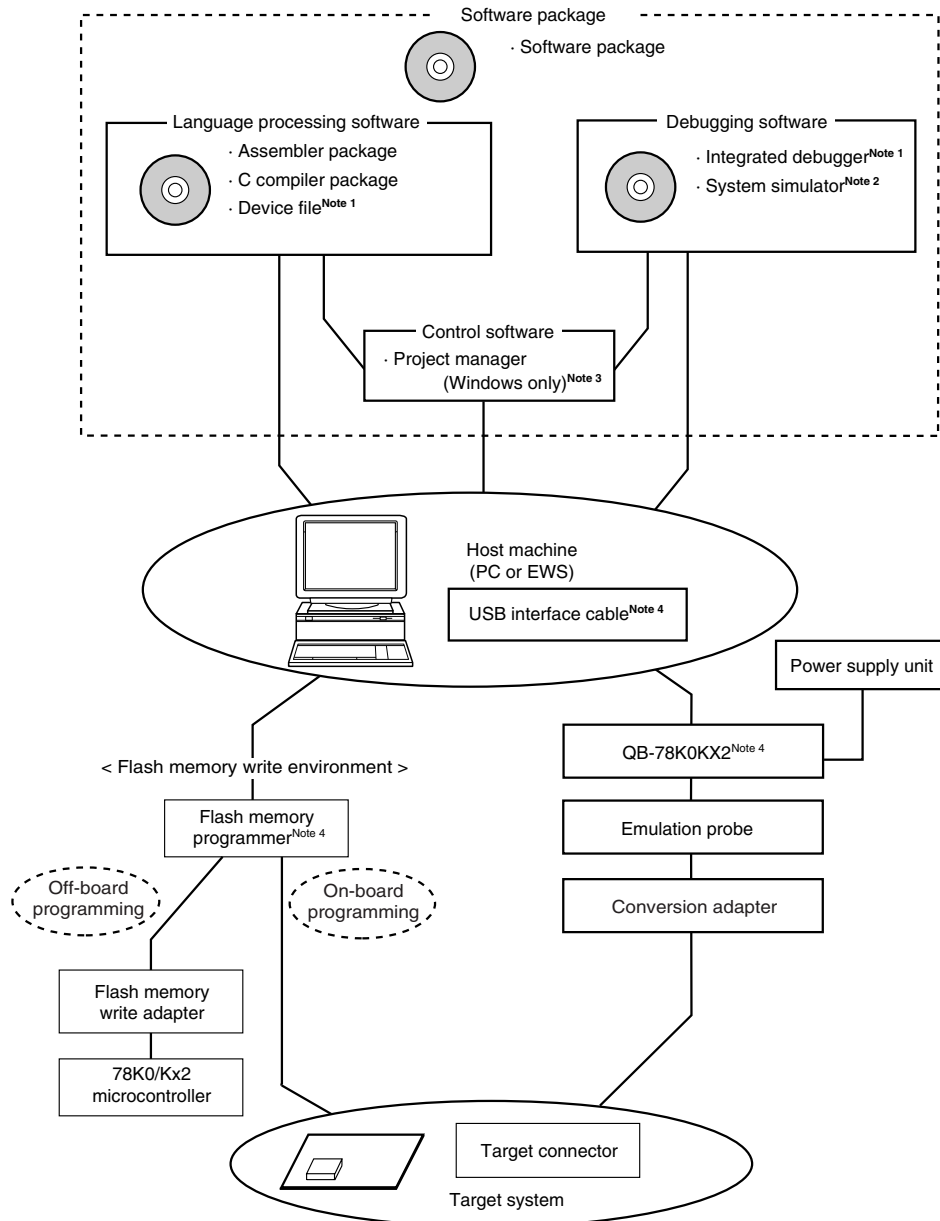 Software package
· Software package
Language processing software
· Assembler package
· C compiler package
· Device fileNote 1
Debugging software
· Integrated debuggerNote 1
· System simulatorNote 2
Control software
· Project manager
(Windows only)Note 3
Host machine
(PC or EWS)
USB interface cableNote 4
Power supply unit
QB-78K0KX2Note 4
< Flash memory write environment >
Flash memory
programmerNote 4
Emulation probe
Off-board
programming
On-board
programming
Conversion adapter
Flash memory
write adapter
78K0/Kx2
microcontroller
Target connector
Target system